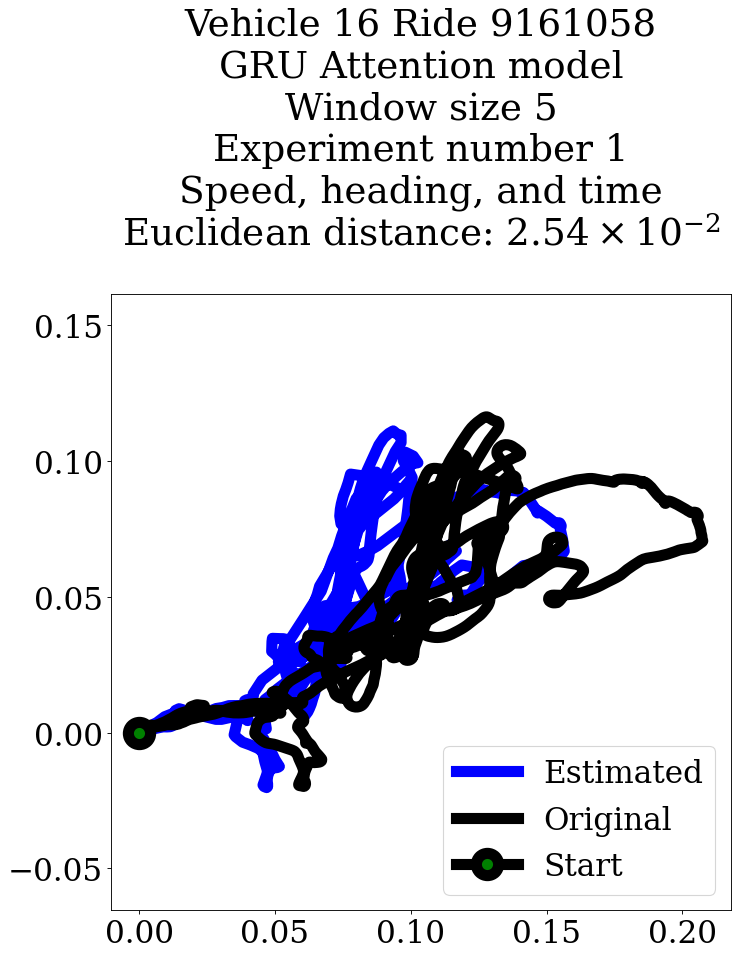 Vehicle 16 Ride 9161058
GRU Attention model
Window size 5
Experiment number 1
Speed, heading, and time
Euclidean distance: 2.54 × 10⁻²
0.15
0.10
0.05
0.00
−0.05
0.00 0.05 0.10 0.15 0.20
Estimated
Original
Start